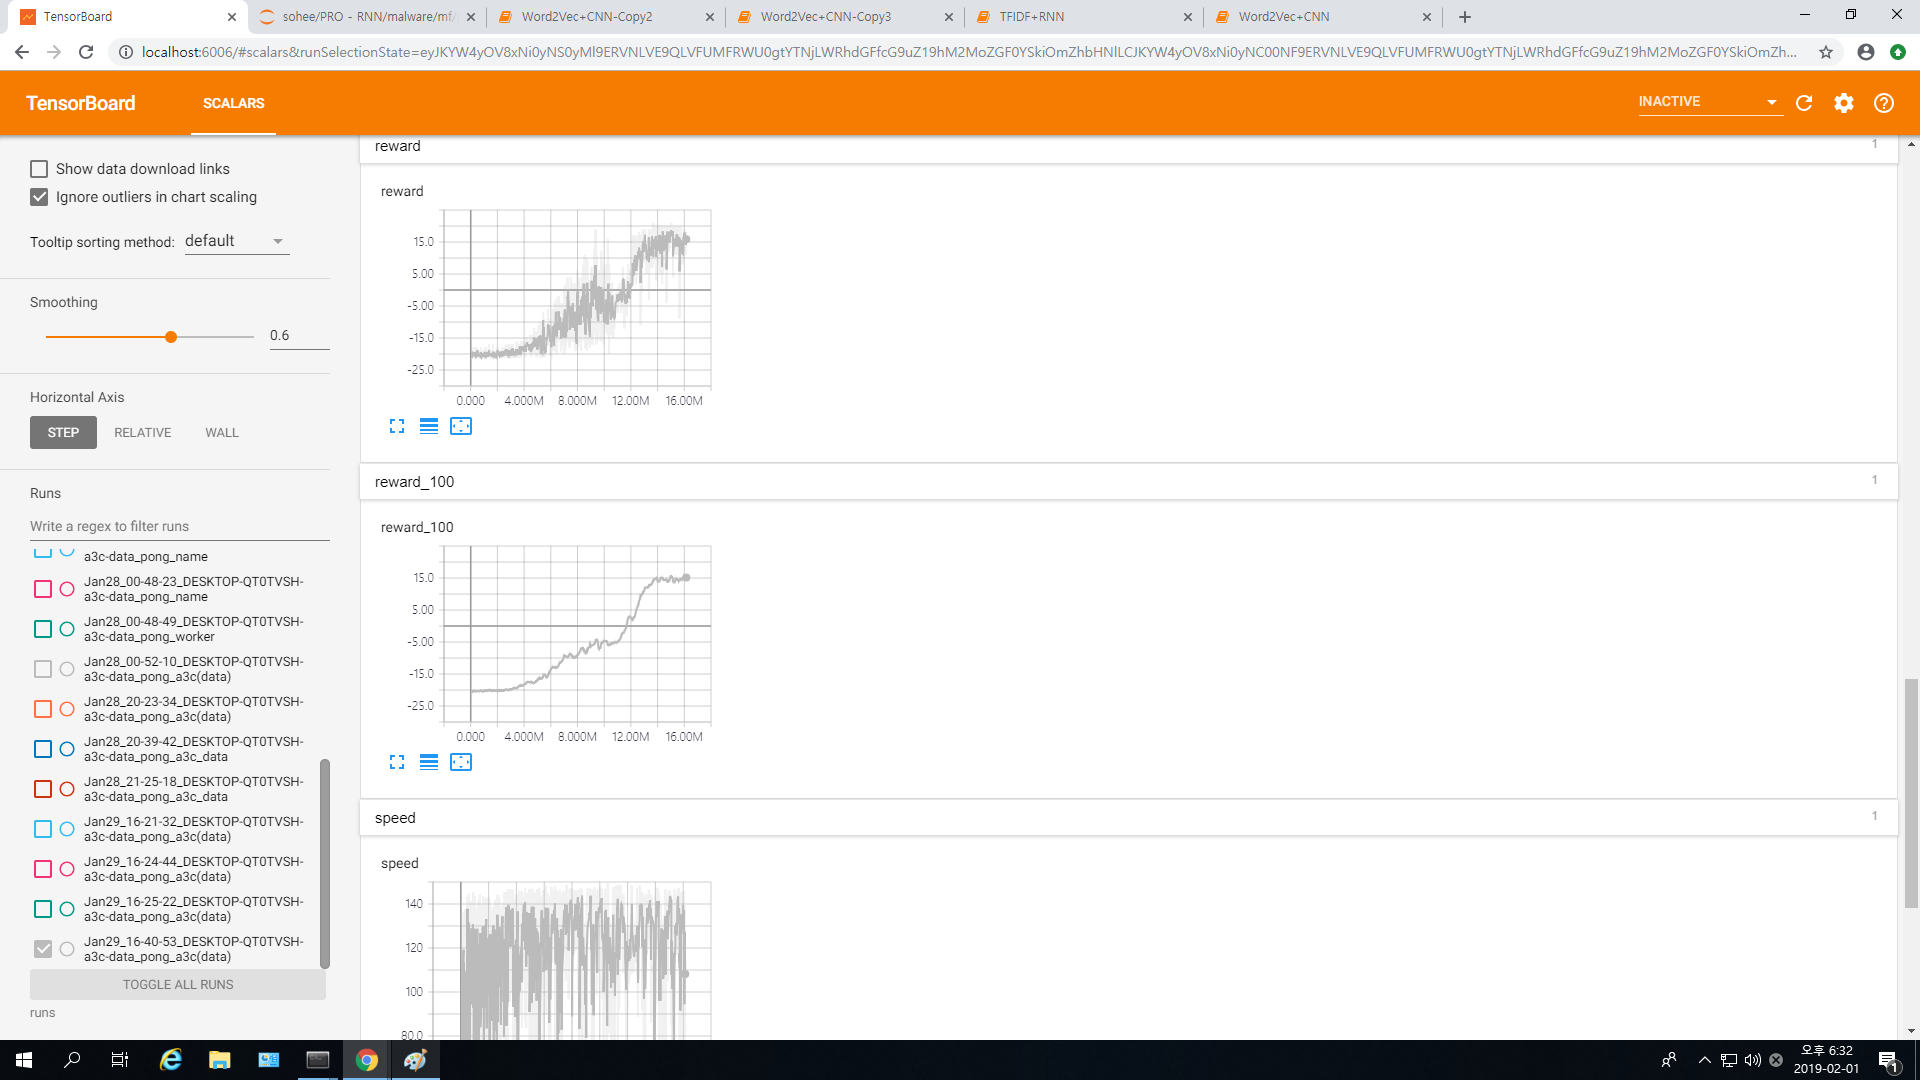 TensorBoard
sohee/PRO - RNN/malware/mf/
Word2Vec+CNN-Copy2
Word2Vec+CNN-Copy3
TFIDF+RNN
Word2Vec+CNN
TensorBoard
SCALARS
INACTIVE
Show data download links
Ignore outliers in chart scaling
Tooltip sorting method: default
Smoothing
0.6
Horizontal Axis
STEP RELATIVE WALL
Runs
Write a regex to filter runs
a3c-data_pong_name
Jan28_00-48-23_DESKTOP-QT0TVSH-
a3c-data_pong_name
Jan28_00-48-49_DESKTOP-QT0TVSH-
a3c-data_pong_worker
Jan28_00-52-10_DESKTOP-QT0TVSH-
a3c-data_pong_a3c(data)
Jan28_20-23-34_DESKTOP-QT0TVSH-
a3c-data_pong_a3c(data)
Jan28_20-39-42_DESKTOP-QT0TVSH-
a3c-data_pong_a3c_data
Jan28_21-25-18_DESKTOP-QT0TVSH-
a3c-data_pong_a3c_data
Jan29_16-21-32_DESKTOP-QT0TVSH-
a3c-data_pong_a3c(data)
Jan29_16-24-44_DESKTOP-QT0TVSH-
a3c-data_pong_a3c(data)
Jan29_16-25-22_DESKTOP-QT0TVSH-
a3c-data_pong_a3c(data)
Jan29_16-40-53_DESKTOP-QT0TVSH-
a3c-data_pong_a3c(data)
TOGGLE ALL RUNS
runs
reward 1
reward
15.0
5.00
-5.00
-15.0
-25.0
0.000 4.000M 8.000M 12.00M 16.00M
reward_100 1
reward_100
15.0
5.00
-5.00
-15.0
-25.0
0.000 4.000M 8.000M 12.00M 16.00M
speed 1
speed
140
120
100
80.0
오후 6:32
2019-02-01
1